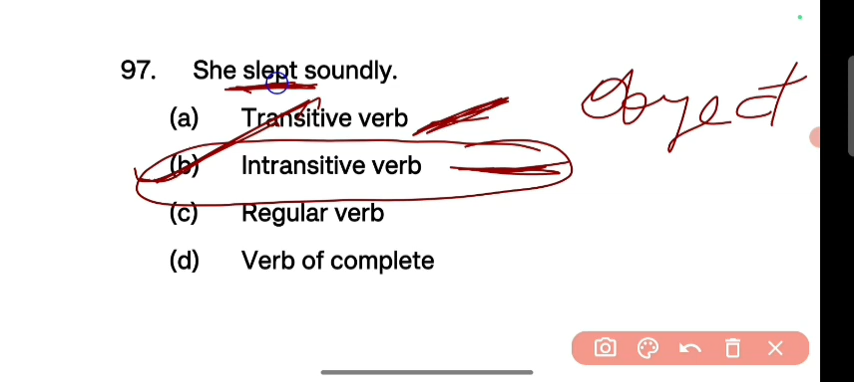 97. She slept soundly.
Object
(a) Transitive verb
(b) Intransitive verb
(c) Regular verb
(d) Verb of complete